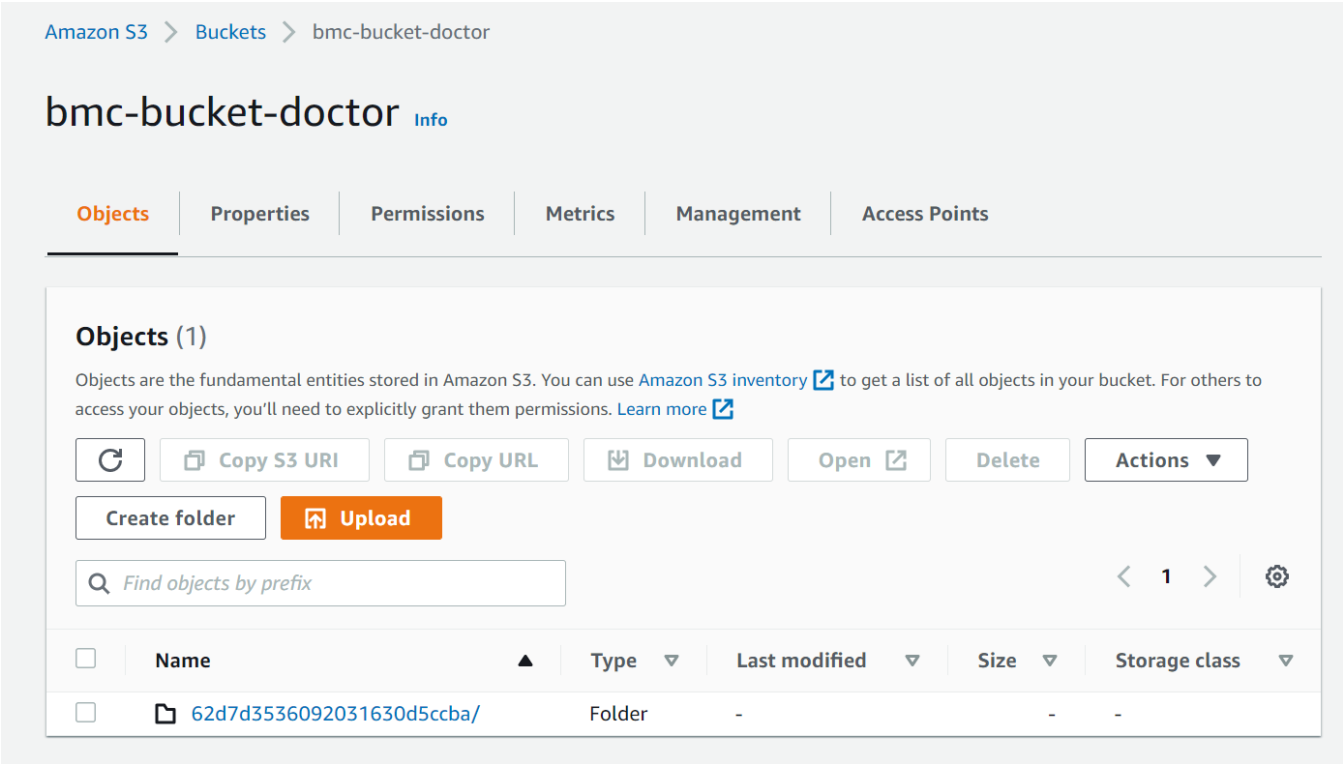 Amazon S3 > Buckets > bmc-bucket-doctor
bmc-bucket-doctor Info
Objects Properties Permissions Metrics Management Access Points
Objects (1)
Objects are the fundamental entities stored in Amazon S3. You can use Amazon S3 inventory to get a list of all objects in your bucket. For others to
access your objects, you'll need to explicitly grant them permissions. Learn more
Copy S3 URI Copy URL Download Open Delete Actions
Create folder Upload
Find objects by prefix
< 1 >
Name Type Last modified Size Storage class
62d7d3536092031630d5ccba/ Folder - - -